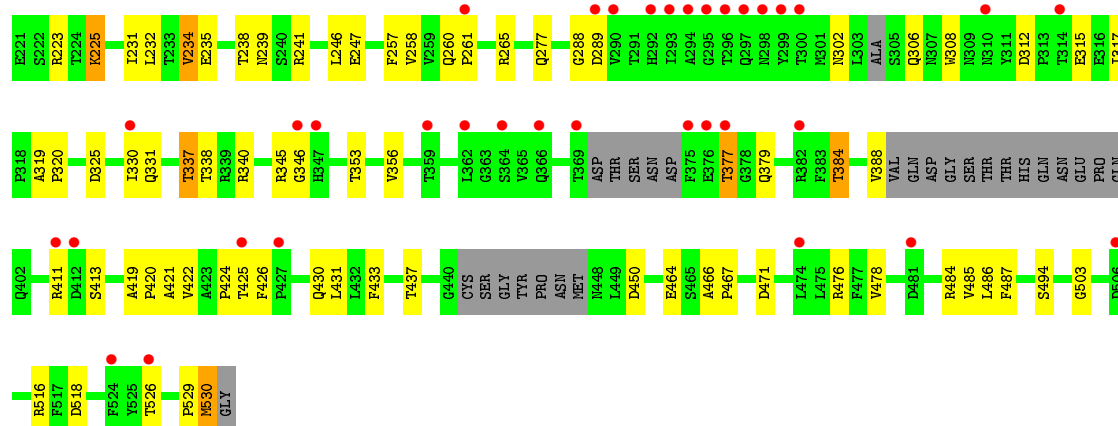 E221 S222 R223 T224 K225 I231 L232 T233 V234 E235 T238 N239 S240 R241 L246 E247 F257 V258 V259 Q260 P261 R265 Q277 G288 D289 V290 T291 H292 I293 A294 G295 T296 Q297 N298 Y299 T300 M301 N302 L303 ALA S305 Q306 N307 W308 N309 N310 Y311 D312 P313 T314 E315 E316 I317
P318 A319 P320 D325 I330 Q331 T337 T338 R339 R340 R345 G346 H347 T353 V356 T359 L362 G363 S364 V365 Q366 T369 ASP THR SER ASN ASP F375 E376 T377 G378 Q379 R382 F383 T384 V388 VAL GLN ASP GLY SER THR THR HIS GLN ASN GLU PRO GLN
Q402 R411 D412 S413 A419 P420 A421 V422 A423 P424 T425 F426 P427 Q430 L431 L432 F433 T437 G440 CYS SER GLY TYR PRO ASN MET N448 L449 D450 E464 S465 A466 P467 D471 L474 L475 R476 F477 V478 D481 R484 V485 L486 F487 S494 G503 D506
R516 F517 D518 F524 Y525 T526 P529 M530 GLY